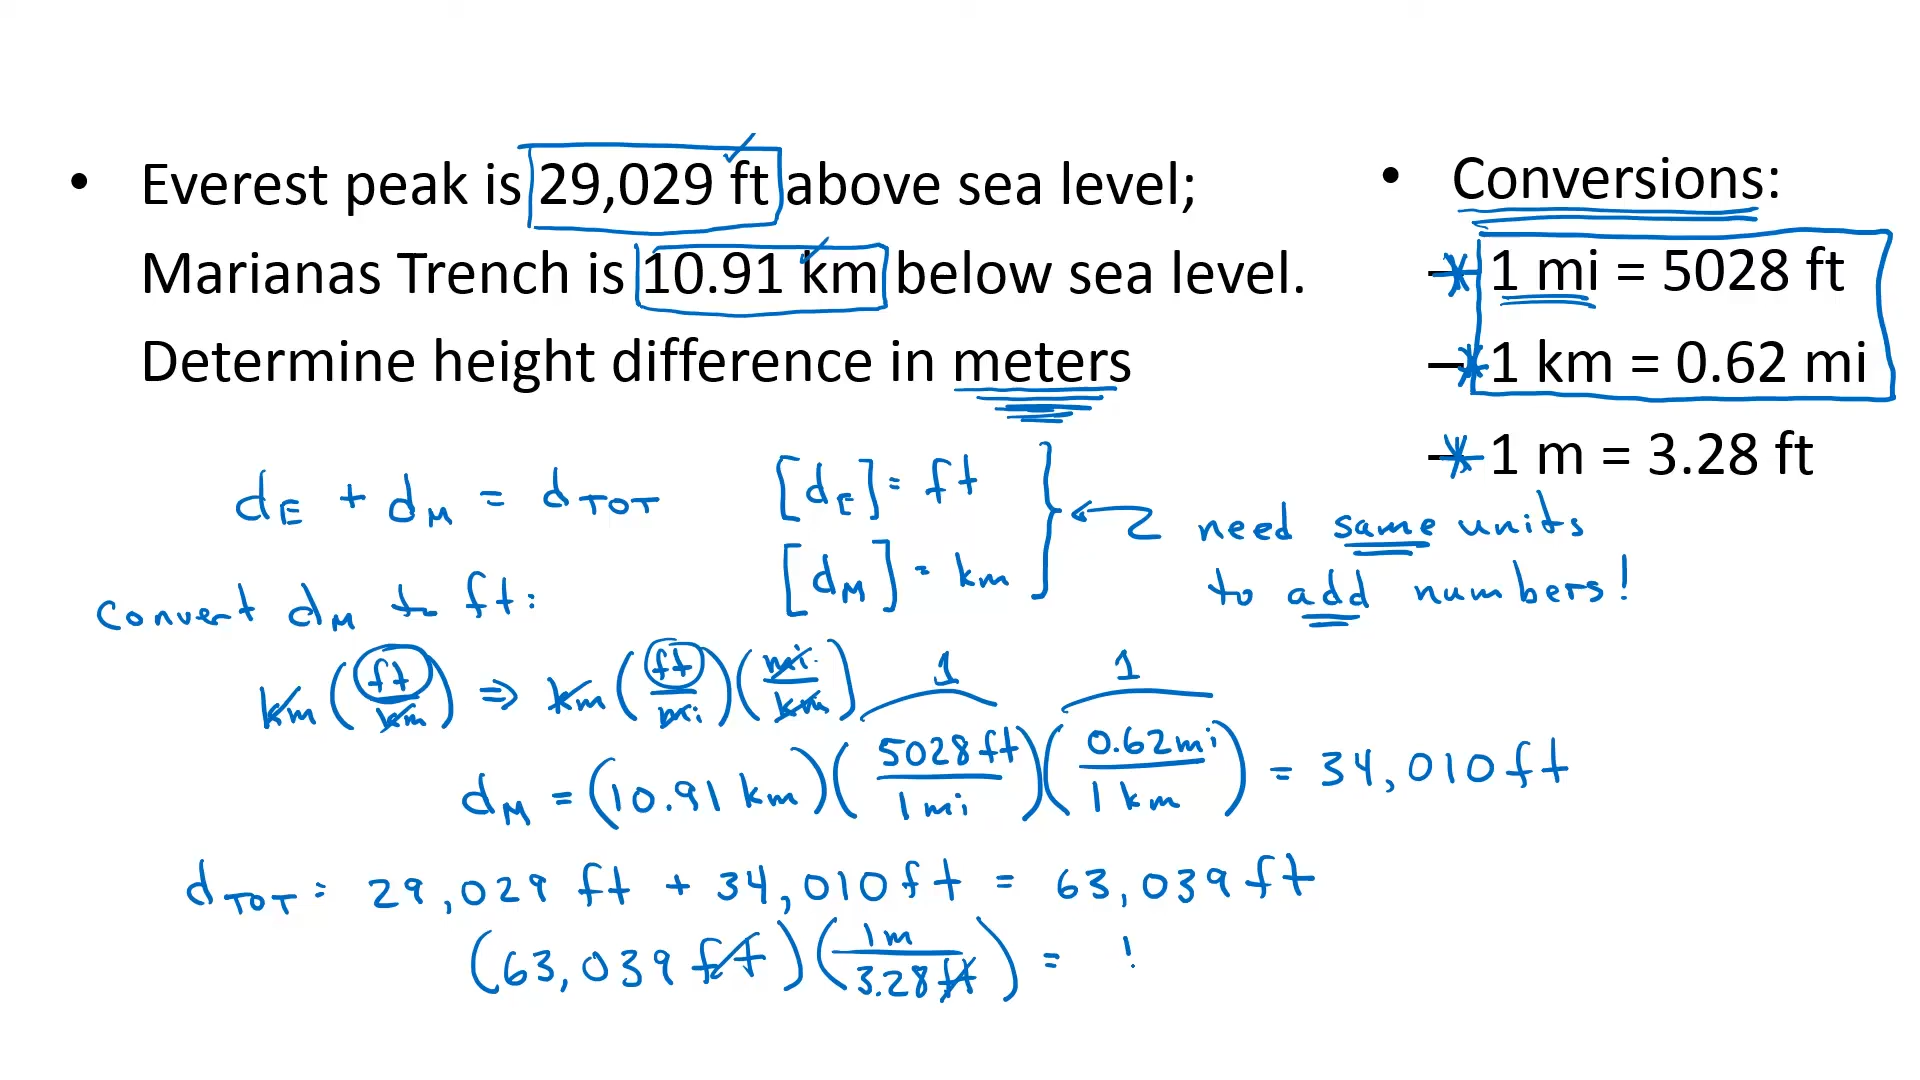 • Everest peak is 29,029 ft above sea level;
Marianas Trench is 10.91 km below sea level.
Determine height difference in meters
• Conversions:
– 1 mi = 5028 ft
– 1 km = 0.62 mi
– 1 m = 3.28 ft
dE + dM = dTOT
[dE] = ft
[dM] = km
need same units
to add numbers!
Convert dM to ft:
km (ft/km) ⇒ km (ft/mi)(mi/km)
1 1
dM = (10.91 km)(5028 ft/1 mi)(0.62 mi/1 km) = 34,010 ft
dTOT = 29,029 ft + 34,010 ft = 63,039 ft
(63,039 ft)(1 m/3.28 ft) =